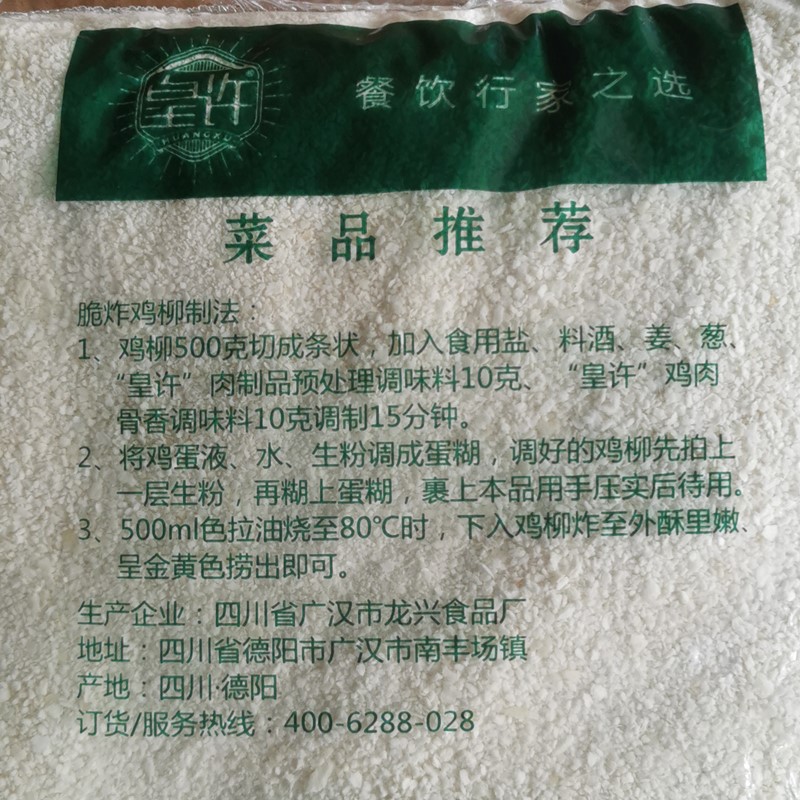 皇许
HUANGXU
餐饮行家之选
菜品推荐
脆炸鸡柳制法：
1、鸡柳500克切成条状，加入食用盐、料酒、姜、葱、
“皇许”肉制品预处理调味料10克、“皇许”鸡肉
骨香调味料10克调制15分钟。
2、将鸡蛋液、水、生粉调成蛋糊，调好的鸡柳先拍上
一层生粉，再糊上蛋糊，裹上本品用手压实后待用。
3、500ml色拉油烧至80℃时，下入鸡柳炸至外酥里嫩、
呈金黄色捞出即可。
生产企业：四川省广汉市龙兴食品厂
地址：四川省德阳市广汉市南丰场镇
产地：四川·德阳
订货/服务热线：400-6288-028